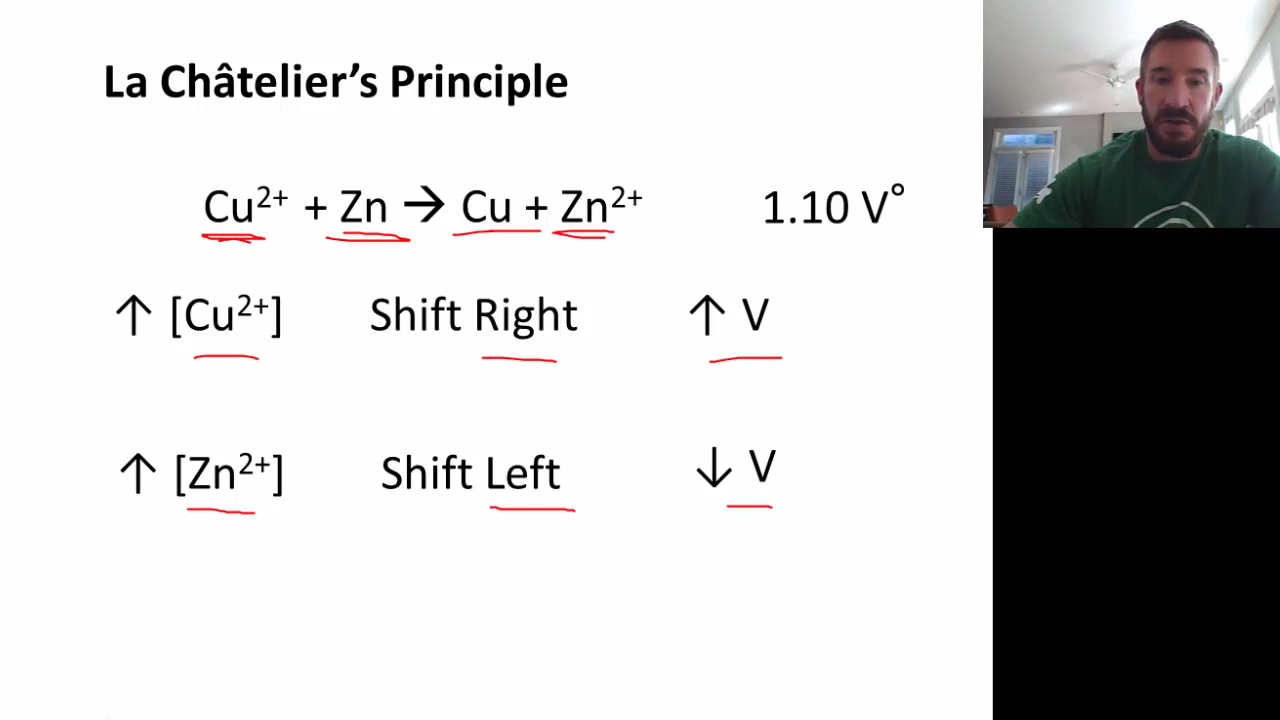 La Châtelier’s Principle
Cu²⁺ + Zn → Cu + Zn²⁺ 1.10 V°
↑ [Cu²⁺] Shift Right ↑ V
↑ [Zn²⁺] Shift Left ↓ V